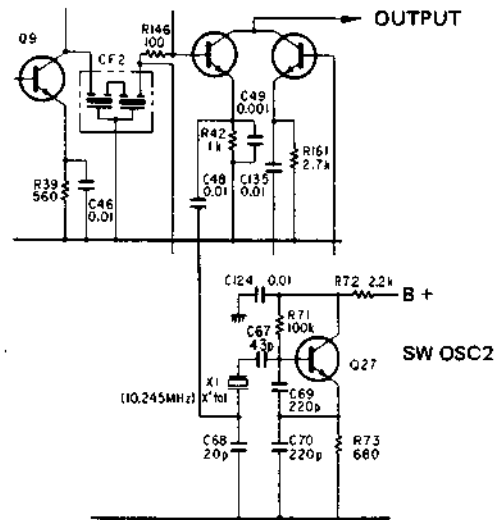 OUTPUT
R146
100
Q9
CF2
C49
0.001
R42
1k
R161
2.7k
R39
560
C46
0.01
C48
0.01
C135
0.01
C124 0.01
R72 2.2k
B +
R71
100k
C67
43p
SW OSC2
Q27
X1
(10,245MHz) X'tal
C69
220p
C68
20p
C70
220p
R73
680